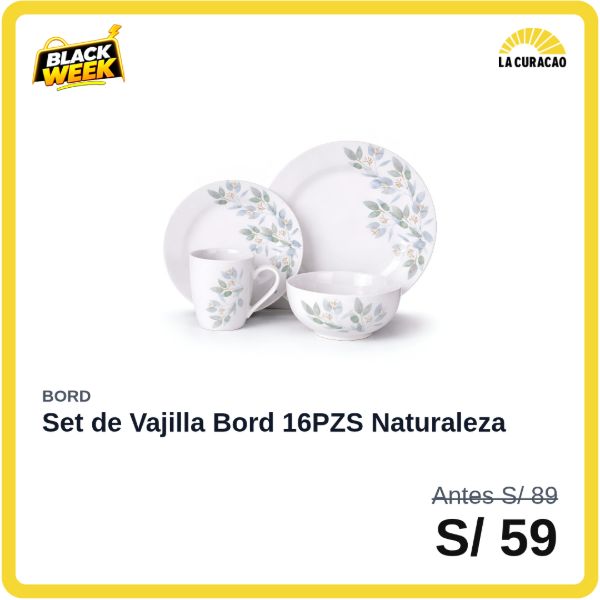 BLACK
WEEK
LA CURACAO
BORD
Set de Vajilla Bord 16PZS Naturaleza
Antes S/ 89
S/ 59